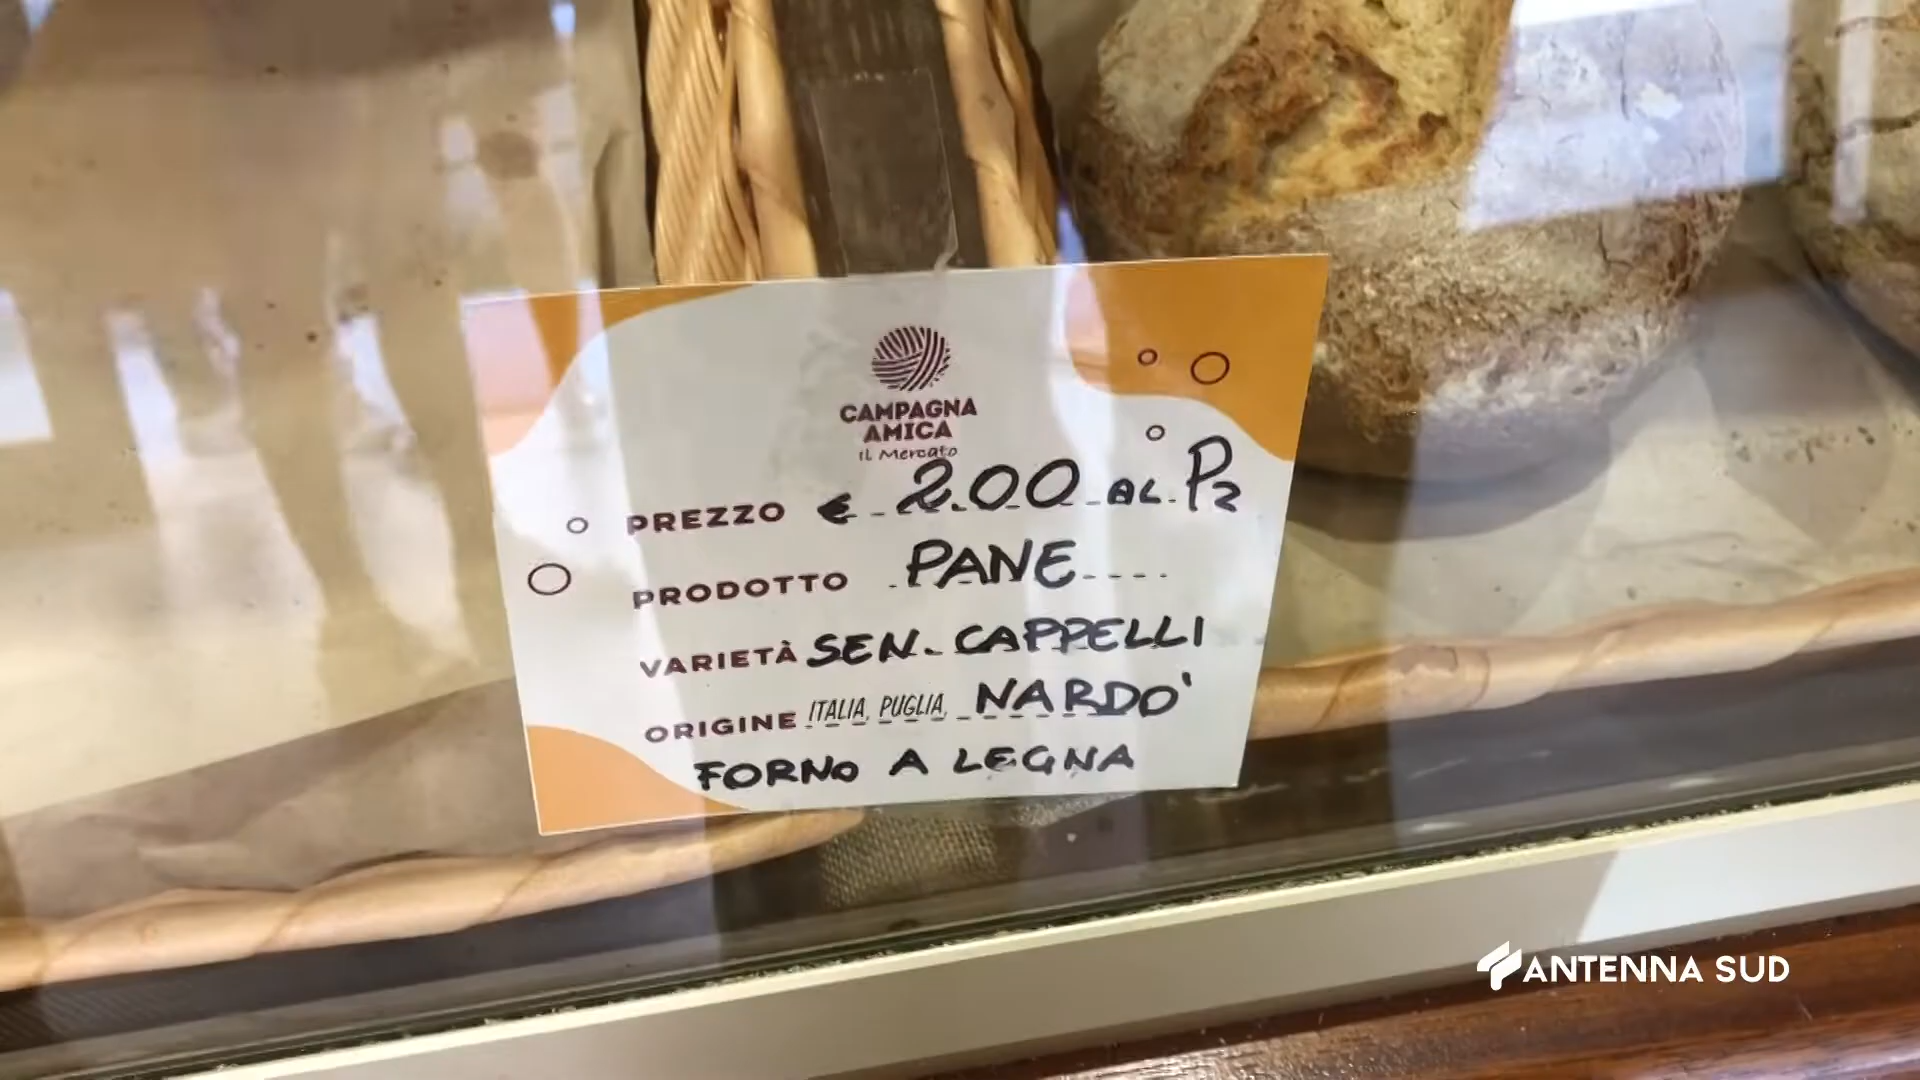 CAMPAGNA
AMICA
Il Mercato
PREZZO € 2.00 AL Pz
PRODOTTO PANE
VARIETÀ SEN. CAPPELLI
ORIGINE ITALIA, PUGLIA, NARDO'
FORNO A LEGNA
ANTENNA SUD